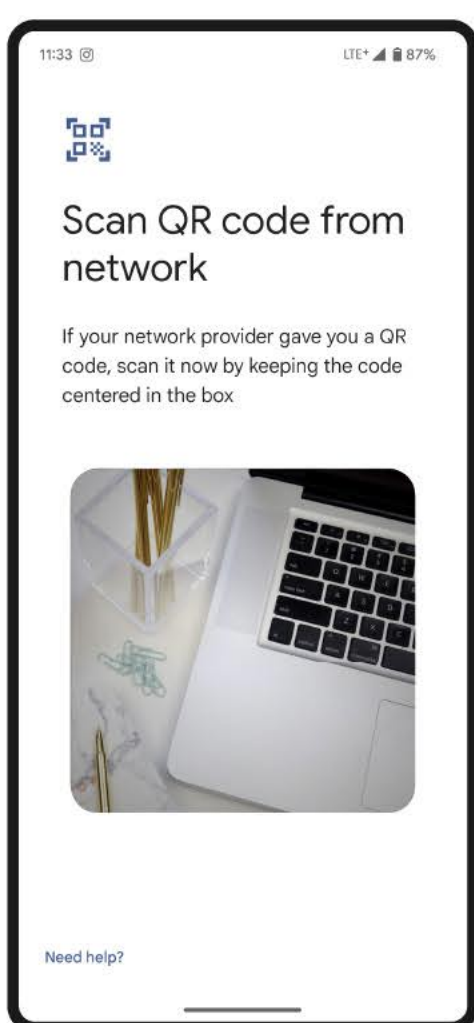 11:33 LTE+ 87%
Scan QR code from
network
If your network provider gave you a QR
code, scan it now by keeping the code
centered in the box
Need help?